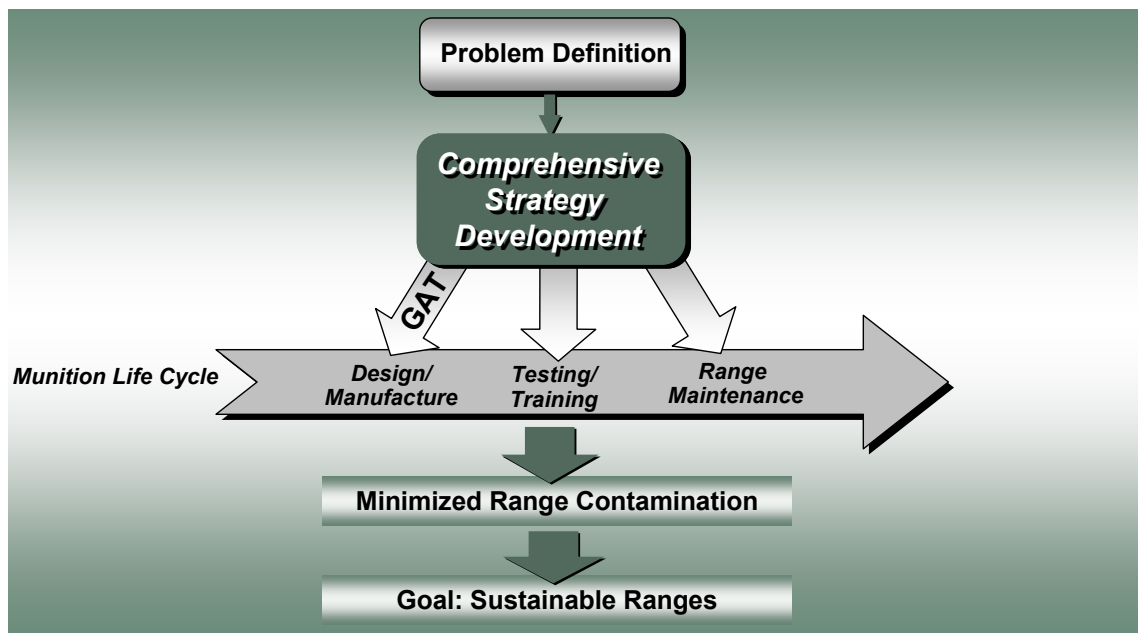 Problem Definition
Comprehensive
Strategy
Development
GAT
Munition Life Cycle
Design/
Manufacture
Testing/
Training
Range
Maintenance
Minimized Range Contamination
Goal: Sustainable Ranges